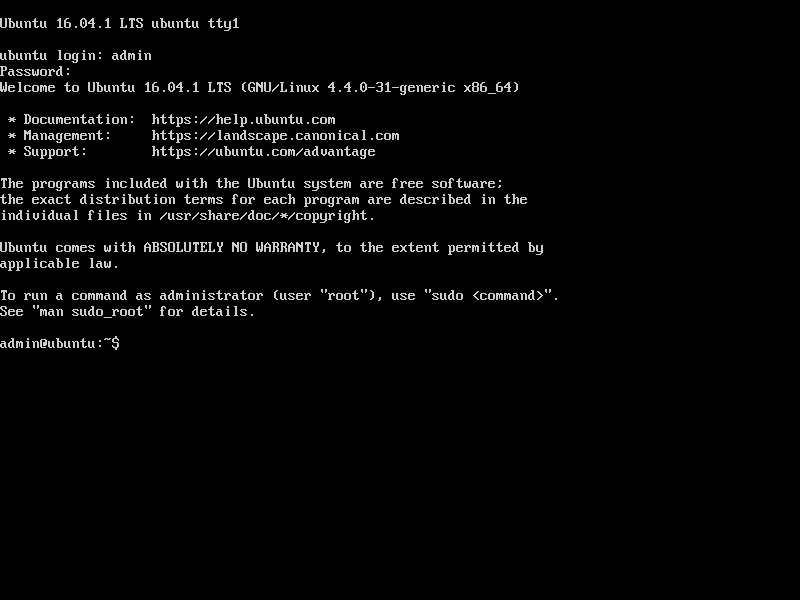 Ubuntu 16.04.1 LTS ubuntu tty1
ubuntu login: admin
Password:
Welcome to Ubuntu 16.04.1 LTS (GNU/Linux 4.4.0-31-generic x86_64)
* Documentation:  https://help.ubuntu.com
* Management:     https://landscape.canonical.com
* Support:        https://ubuntu.com/advantage
The programs included with the Ubuntu system are free software;
the exact distribution terms for each program are described in the
individual files in /usr/share/doc/*/copyright.
Ubuntu comes with ABSOLUTELY NO WARRANTY, to the extent permitted by
applicable law.
To run a command as administrator (user "root"), use "sudo <command>".
See "man sudo_root" for details.
admin@ubuntu:~$